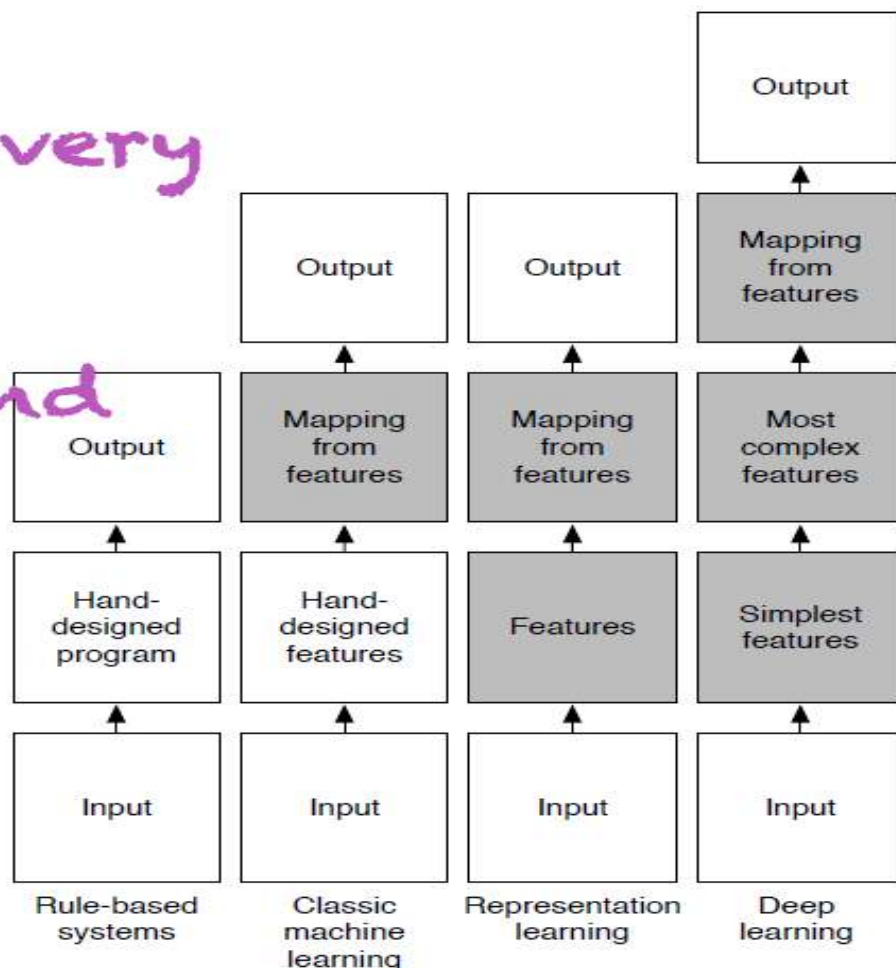 Output
very
Output
Output
Mapping
from
features
nd
Output
Mapping
from
features
Mapping
from
features
Most
complex
features
Hand-
designed
program
Hand-
designed
features
Features
Simplest
features
Input
Input
Input
Input
Rule-based
systems
Classic
machine
learning
Representation
learning
Deep
learning